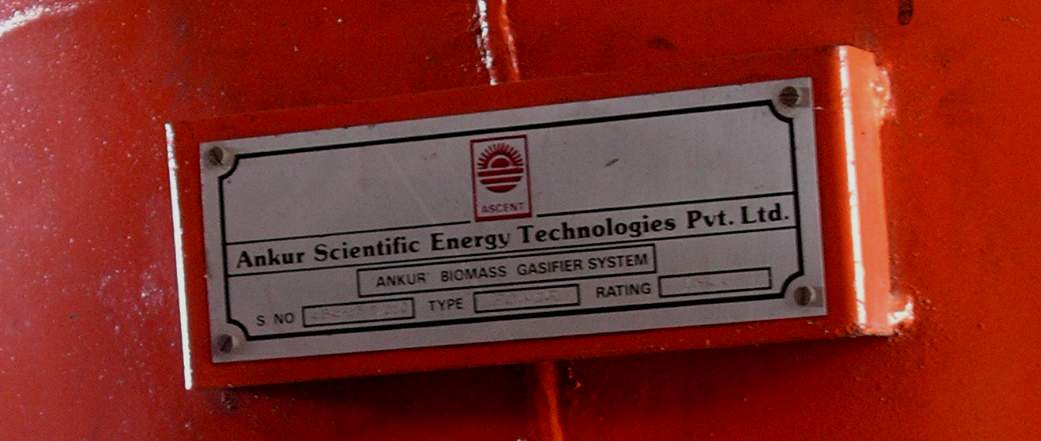 ASCENT
Ankur Scientific Energy Technologies Pvt. Ltd.
ANKUR' BIOMASS GASIFIER SYSTEM
S. NO TYPE RATING